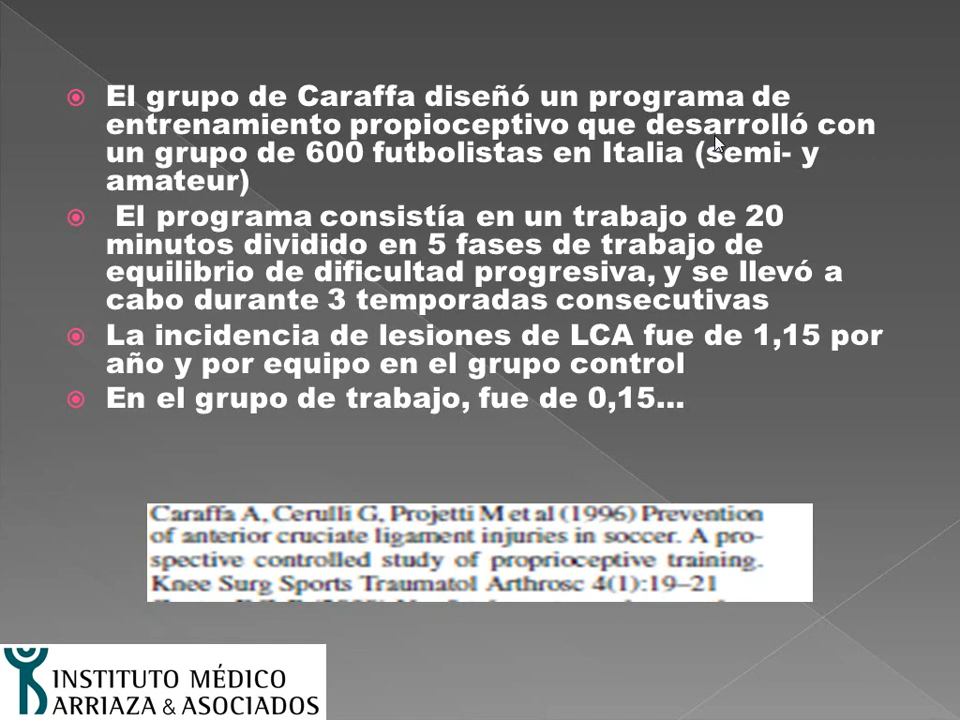 El grupo de Caraffa diseñó un programa de
entrenamiento propioceptivo que desarrolló con
un grupo de 600 futbolistas en Italia (semi- y
amateur)
El programa consistía en un trabajo de 20
minutos dividido en 5 fases de trabajo de
equilibrio de dificultad progresiva, y se llevó a
cabo durante 3 temporadas consecutivas
La incidencia de lesiones de LCA fue de 1,15 por
año y por equipo en el grupo control
En el grupo de trabajo, fue de 0,15...
Caraffa A, Cerulli G, Projetti M et al (1996) Prevention
of anterior cruciate ligament injuries in soccer. A pro-
spective controlled study of proprioceptive training.
Knee Surg Sports Traumatol Arthrosc 4(1):19–21
INSTITUTO MÉDICO
ARRIAZA & ASOCIADOS